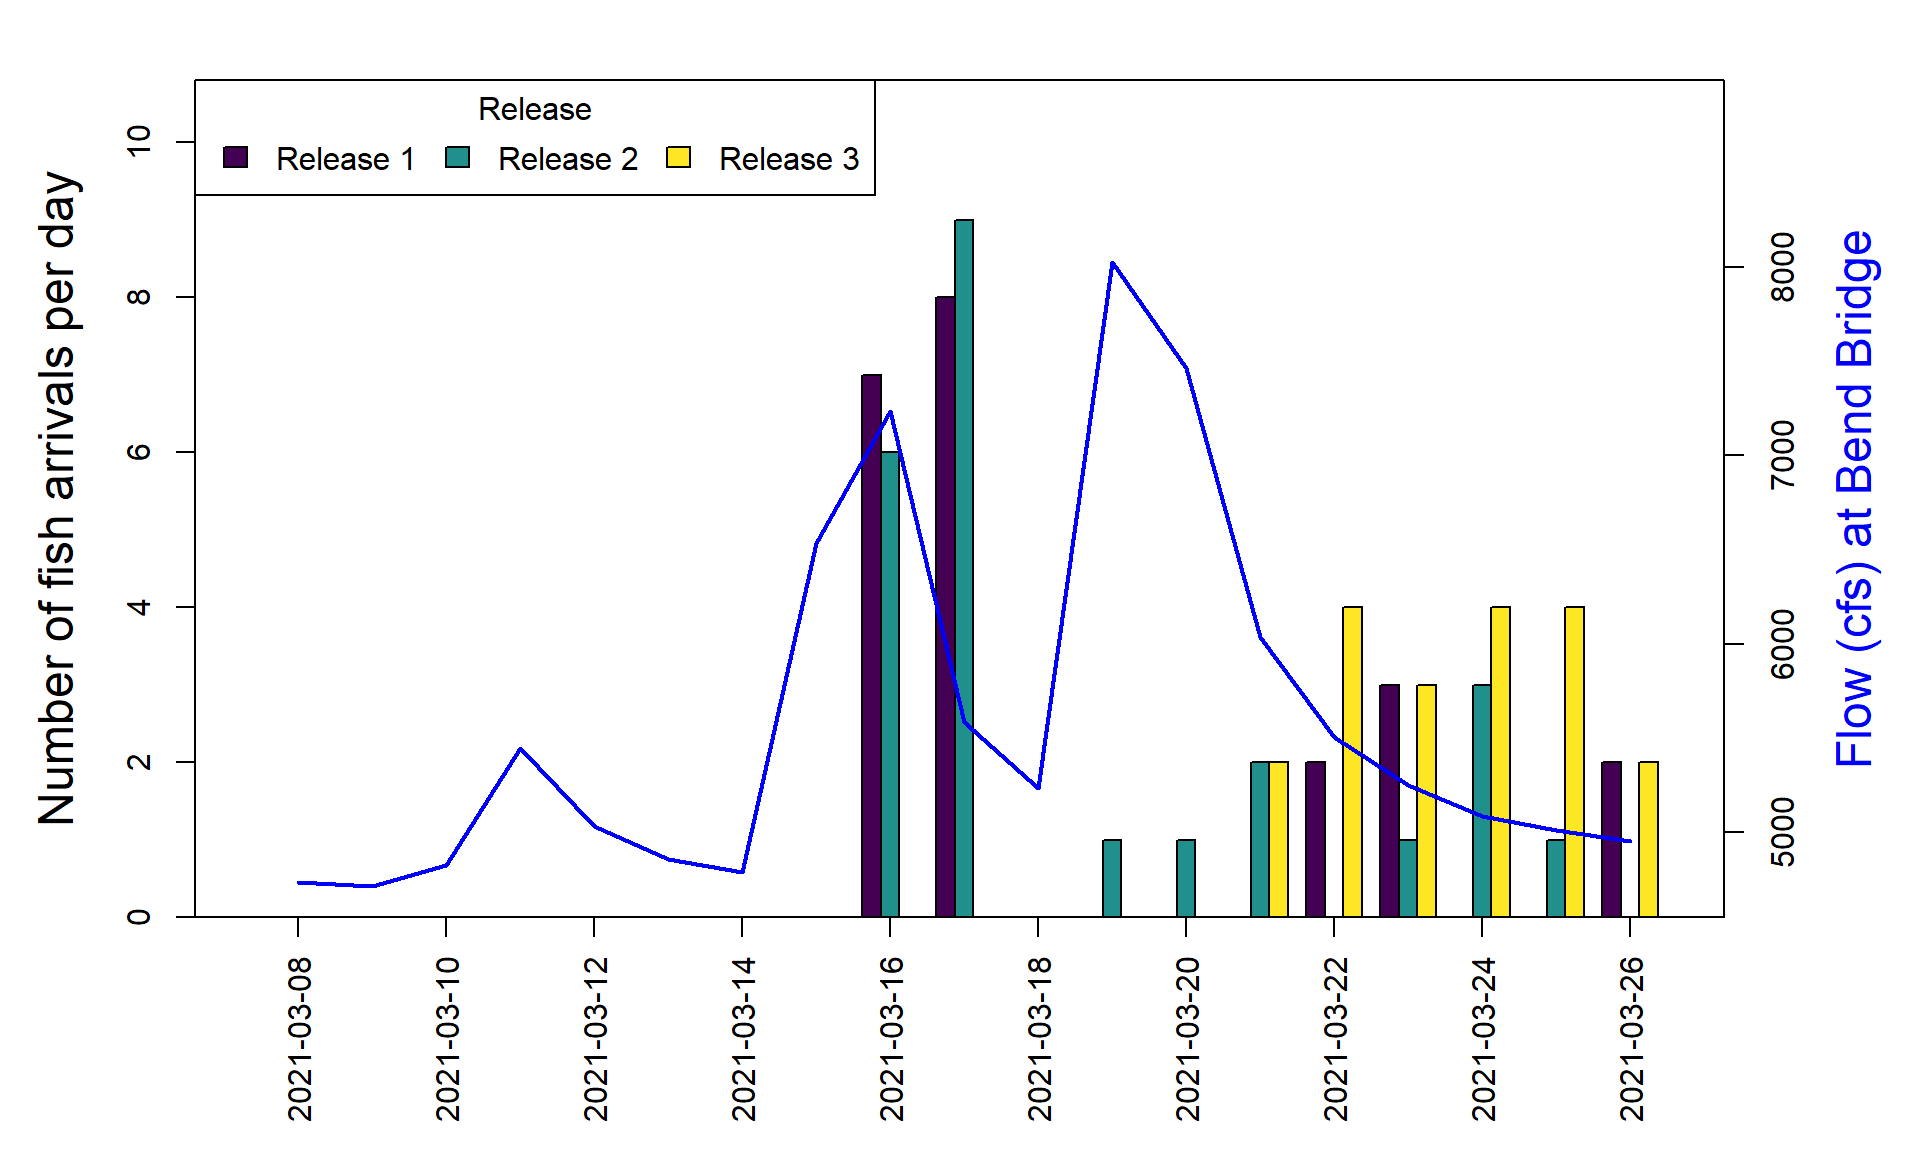 Release
Release 1 Release 2 Release 3
Number of fish arrivals per day
10
8
6
4
2
0
8000
7000
6000
5000
Flow (cfs) at Bend Bridge
2021-03-08 2021-03-10 2021-03-12 2021-03-14 2021-03-16 2021-03-18 2021-03-20 2021-03-22 2021-03-24 2021-03-26